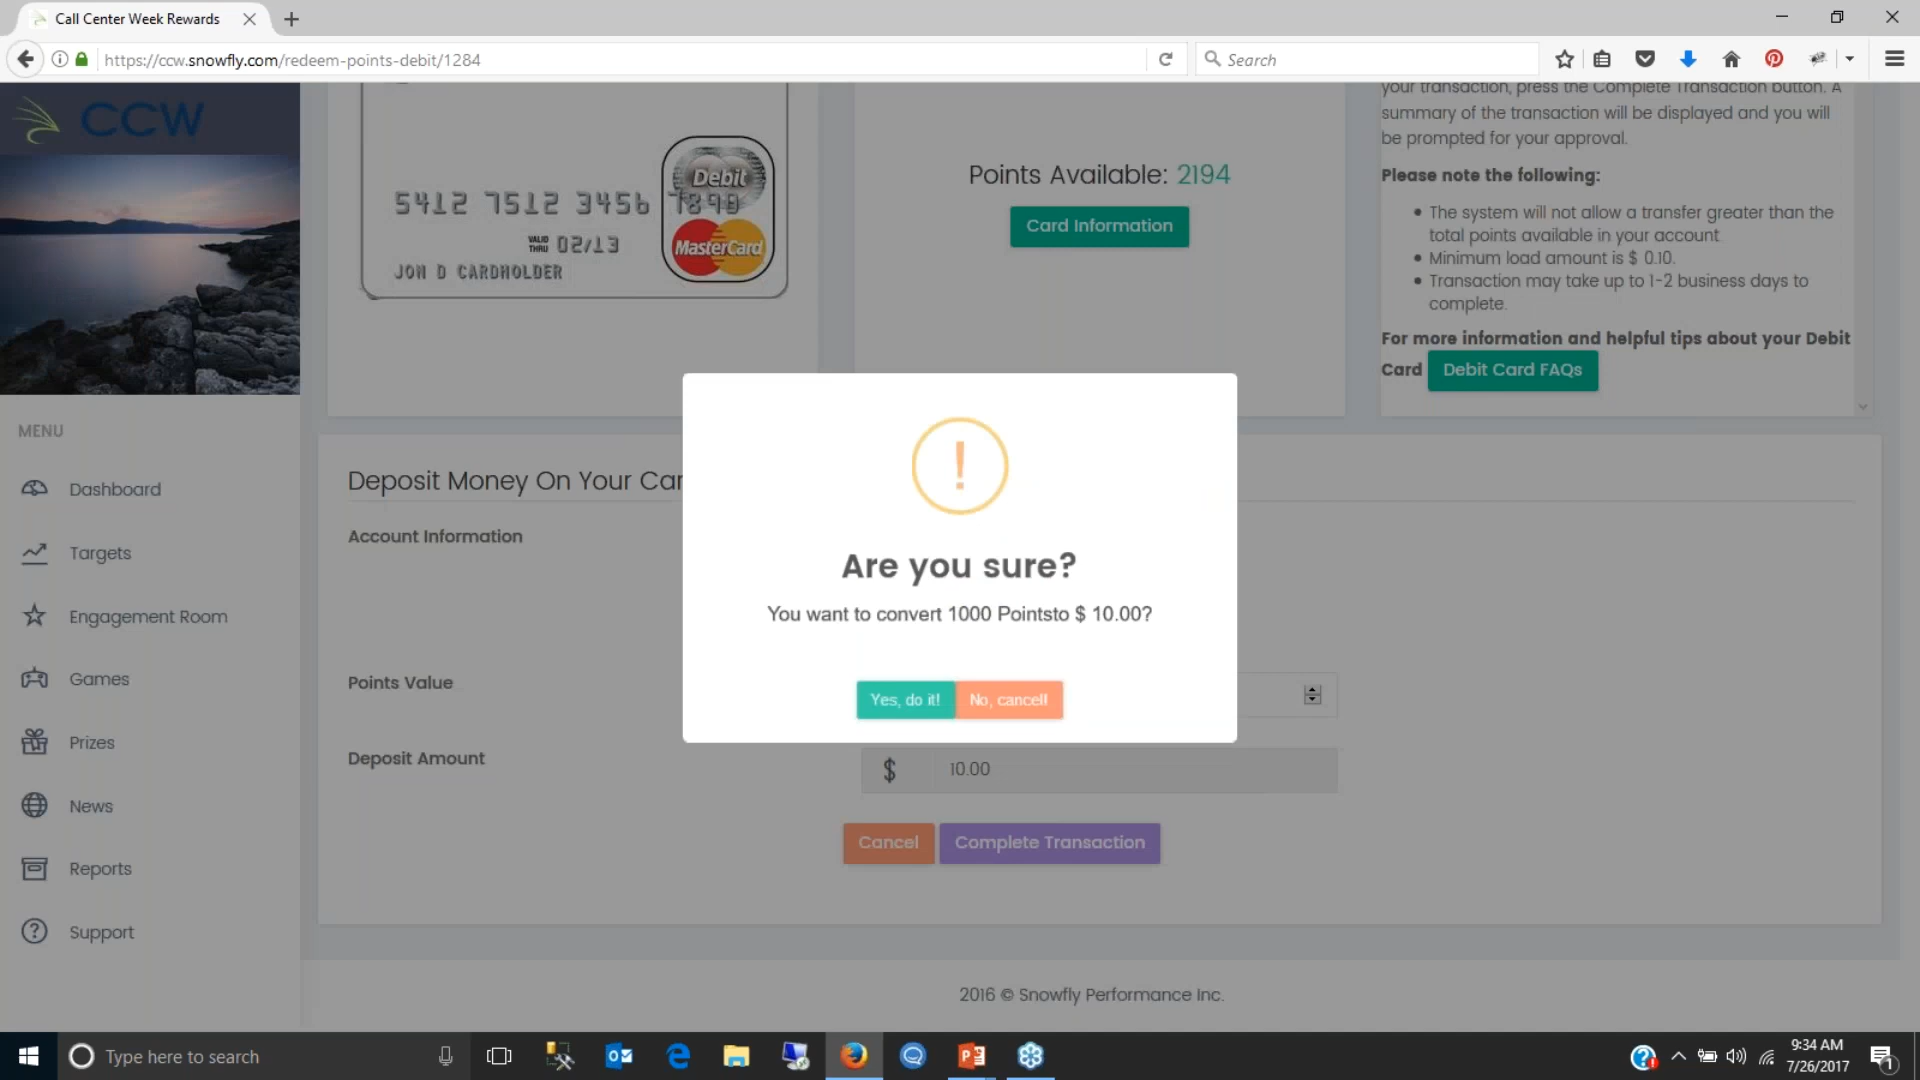 Call Center Week Rewards
https://ccw.snowfly.com/redeem-points-debit/1284
Search
CCW
MENU
Dashboard
Targets
Engagement Room
Games
Prizes
News
Reports
Support
Debit
5412 7512 3456 7890
VALID THRU 02/13
MasterCard
JON D CARDHOLDER
Points Available: 2194
Card Information
your transaction, press the Complete Transaction button. A
summary of the transaction will be displayed and you will
be prompted for your approval.
Please note the following:
The system will not allow a transfer greater than the
total points available in your account
Minimum load amount is $ 0.10.
Transaction may take up to 1-2 business days to
complete.
For more information and helpful tips about your Debit
Card Debit Card FAQs
Deposit Money On Your Car
Account Information
Points Value
Deposit Amount
$ 10.00
Cancel Complete Transaction
!
Are you sure?
You want to convert 1000 Pointsto $ 10.00?
Yes, do it! No, cancel!
2016 © Snowfly Performance Inc.
Type here to search
9:34 AM
7/26/2017
1